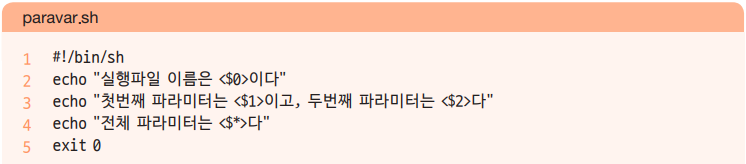 paravar.sh
1 #!/bin/sh
2 echo "실행파일 이름은 <$0>이다"
3 echo "첫번째 파라미터는 <$1>이고, 두번째 파라미터는 <$2>다"
4 echo "전체 파라미터는 <$*>다"
5 exit 0